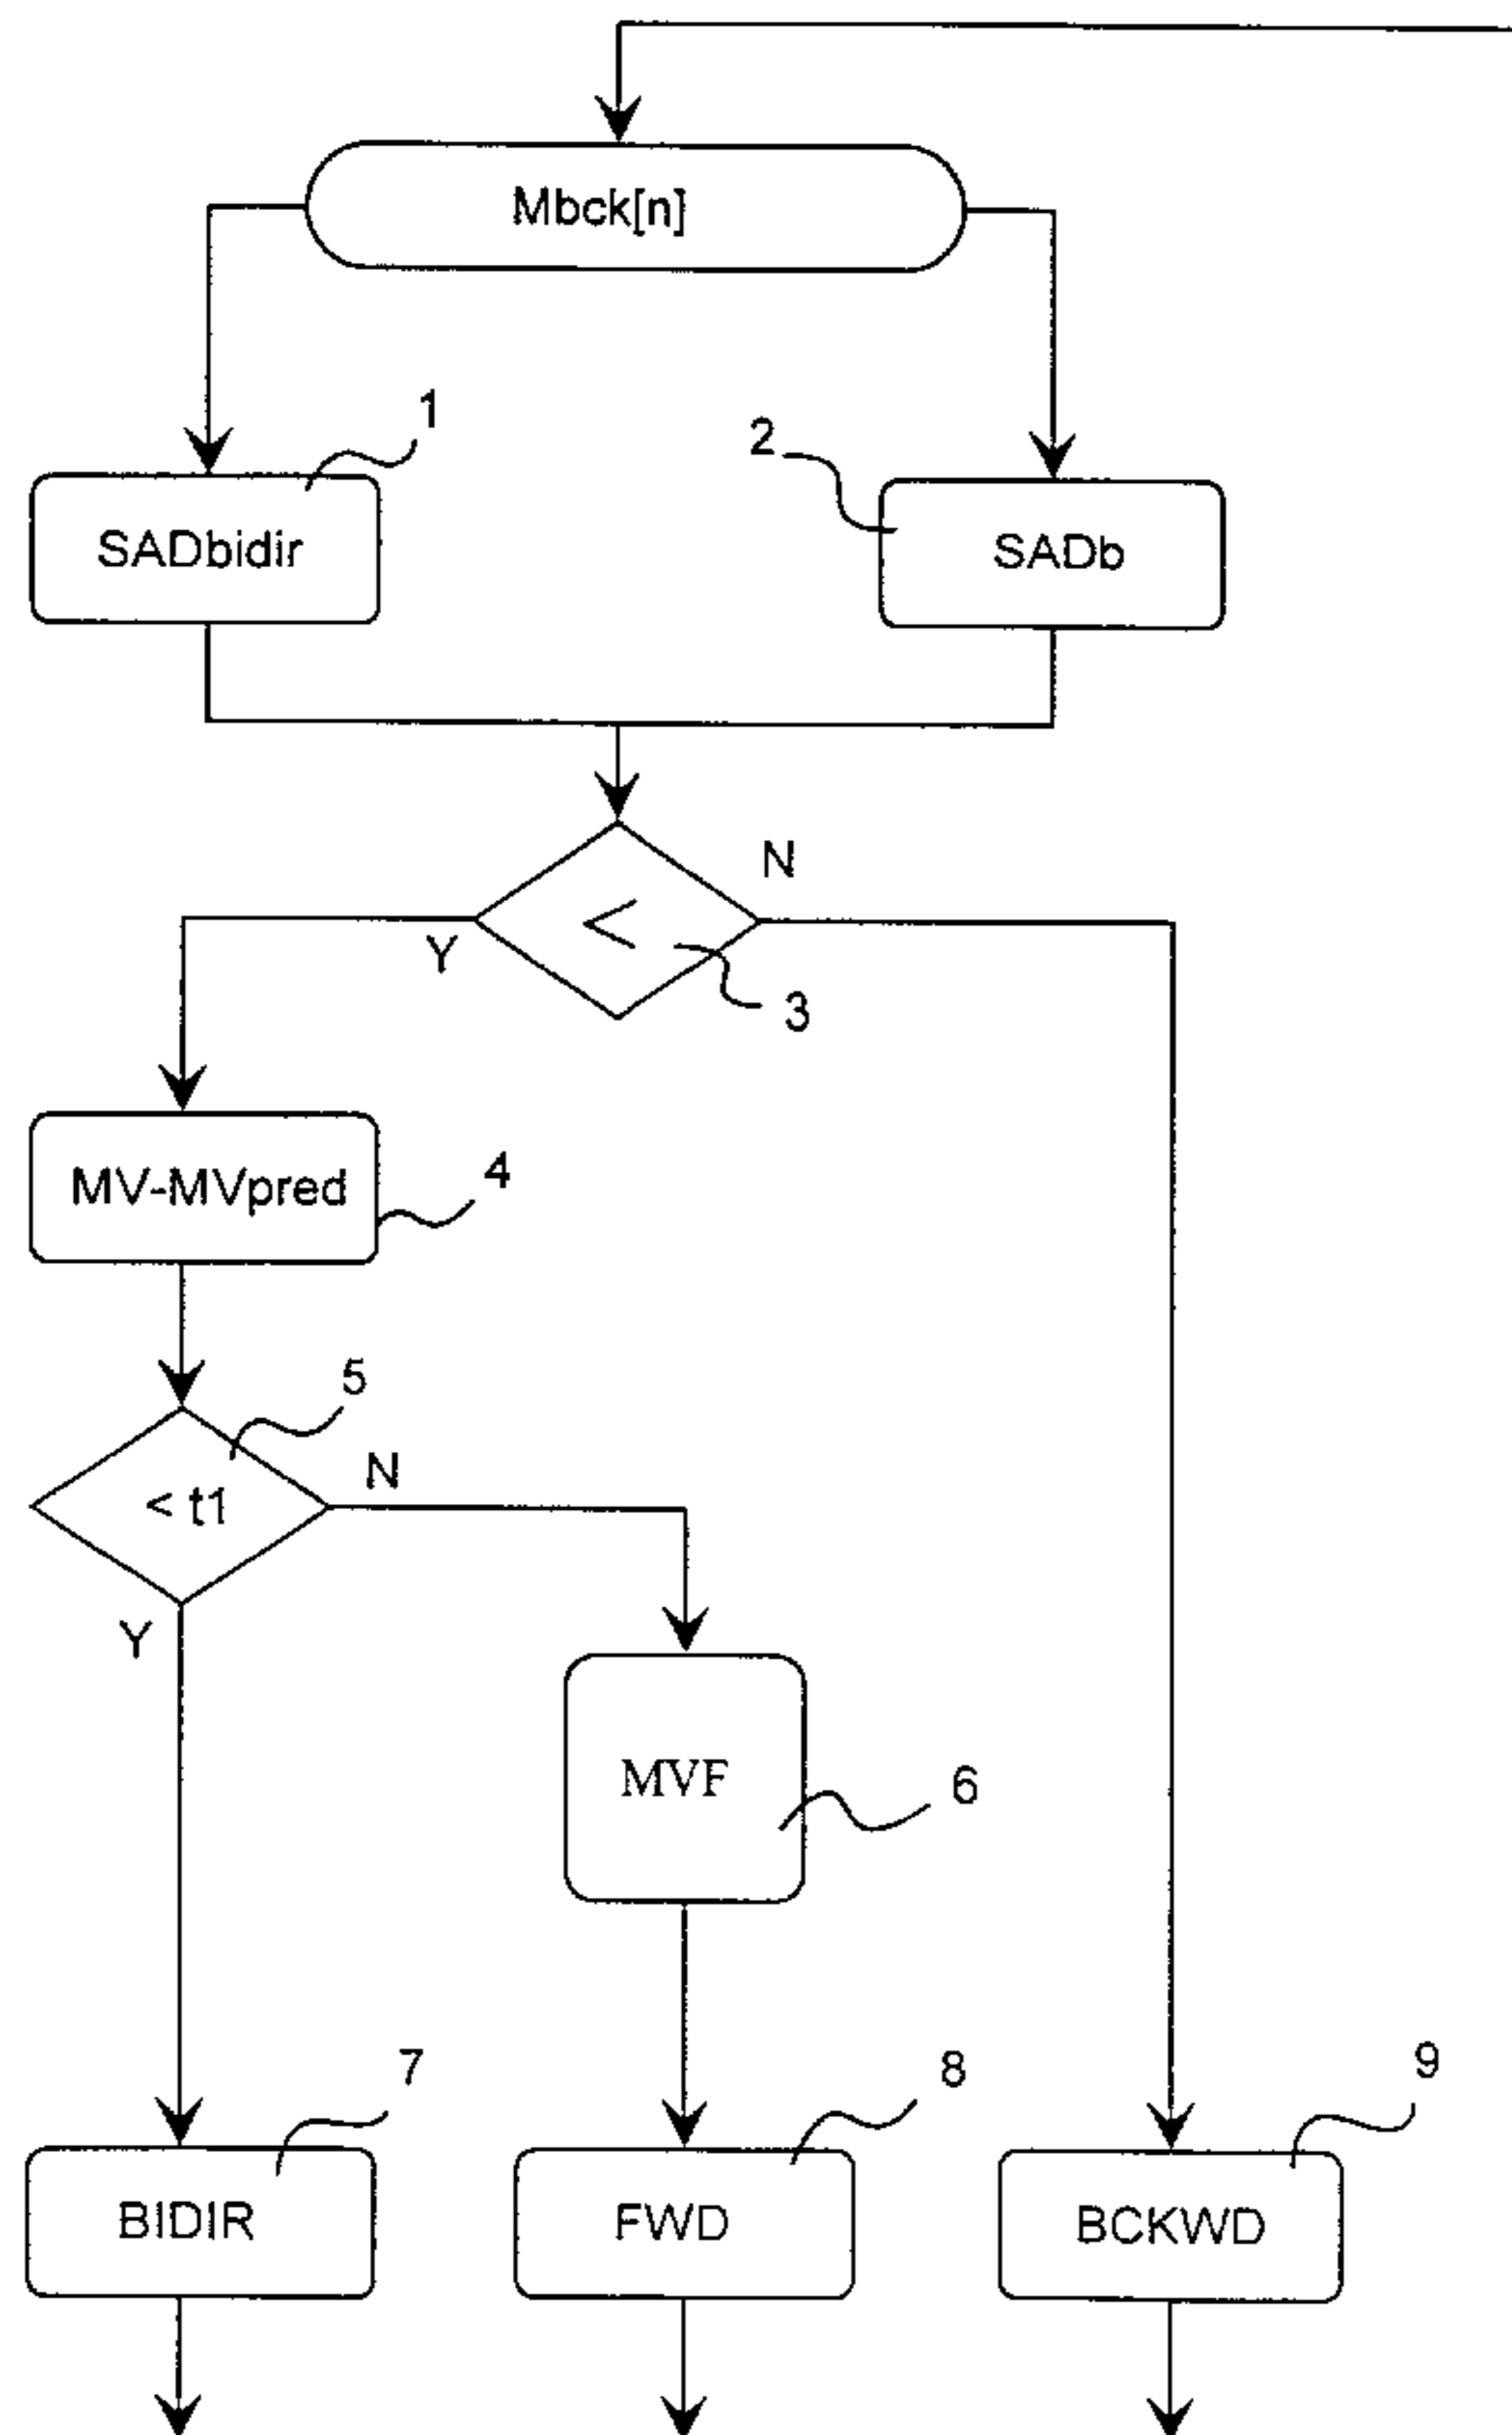 Mbck[n]
1
2
SADbidir
SADb
N
<
Y
3
MV-MVpred
4
5
N
< t1
Y
MVF
6
7
8
9
BIDIR
FWD
BCKWD